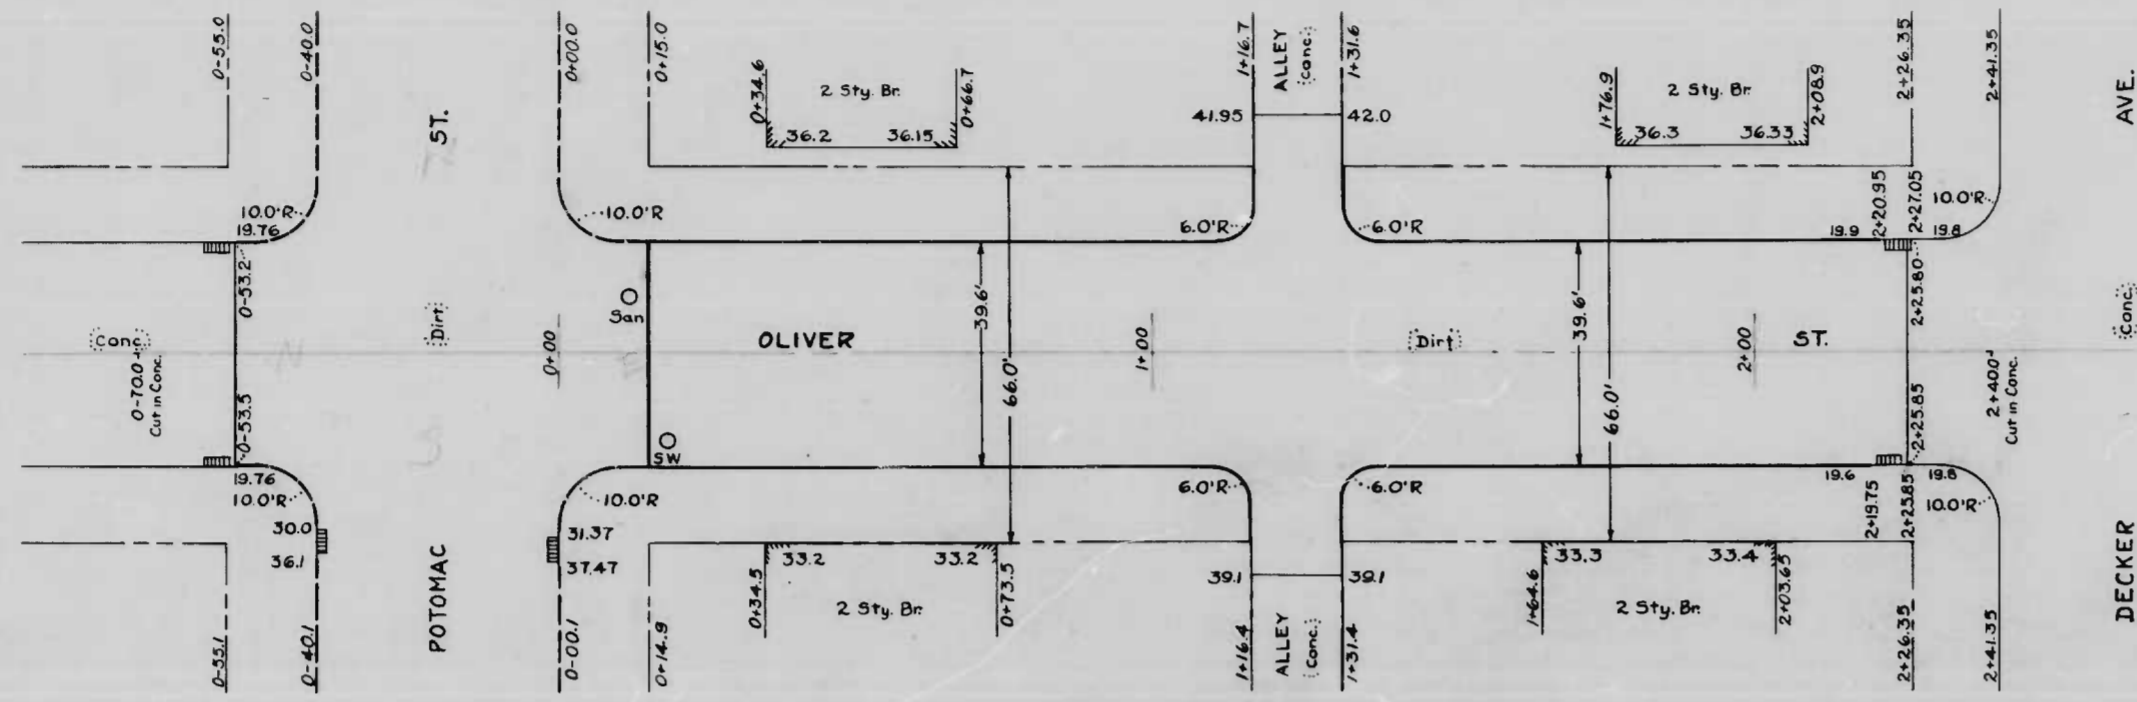 0-55.0
0-40.0
0+00.0
0+15.0
0+34.6
2 Sty. Br.
0+66.7
36.2
36.15
1+16.7
ALLEY
Conc.
1+31.6
41.95
42.0
1+76.9
2 Sty. Br.
2+08.9
36.3
36.33
2+26.35
2+41.35
AVE.
ST.
10.0'R
19.76
10.0'R
6.0'R
6.0'R
19.9
2+20.95
2+27.05
19.8
10.0'R
0-53.2
San
39.6'
66.0'
39.6'
66.0'
2+25.80
Conc.
Dirt
0+00
OLIVER
1+00
Dirt
2+00
ST.
Conc.
0-70.0
Cut in Conc.
0-53.5
SW
2+25.85
2+40.0
Cut in Conc.
19.76
10.0'R
10.0'R
6.0'R
6.0'R
19.6
2+19.75
2+25.85
19.8
10.0'R
30.0
36.1
31.37
37.47
33.2
33.2
39.1
39.1
33.3
33.4
POTOMAC
0+34.5
2 Sty. Br.
0+73.5
1+64.6
2 Sty. Br.
2+03.65
DECKER
0-55.1
0-40.1
0-00.1
0+14.9
1+16.4
ALLEY
Conc.
1+31.4
2+26.35
2+41.35